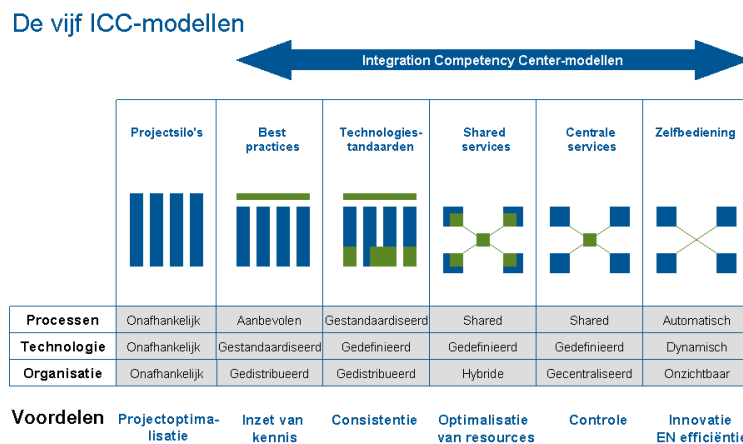 De vijf ICC-modellen
Integration Competency Center-modellen
Projectsilo's
Best
practices
Technologies-
tandaarden
Shared
services
Centrale
services
Zelfbediening
Processen Onafhankelijk Aanbevolen Gestandaardiseerd Shared Shared Automatisch
Technologie Onafhankelijk Gestandaardiseerd Gedefinieerd Gedefinieerd Gedefinieerd Dynamisch
Organisatie Onafhankelijk Gedistribueerd Gedistribueerd Hybride Gecentraliseerd Onzichtbaar
Voordelen
Projectoptima-
lisatie
Inzet van
kennis
Consistentie
Optimalisatie
van resources
Controle
Innovatie
EN efficiëntie